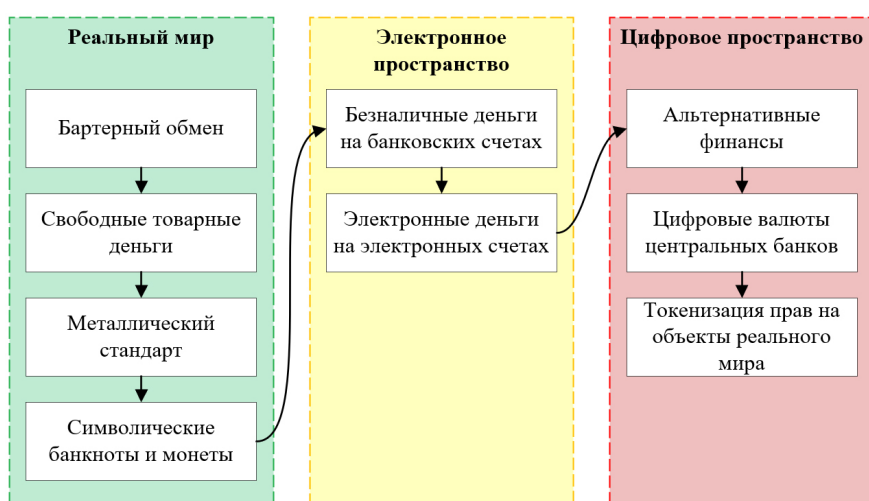 Реальный мир
Бартерный обмен
Свободные товарные
деньги
Металлический
стандарт
Символические
банкноты и монеты
Электронное
пространство
Безналичные деньги
на банковских счетах
Электронные деньги
на электронных счетах
Цифровое пространство
Альтернативные
финансы
Цифровые валюты
центральных банков
Токенизация прав на
объекты реального
мира